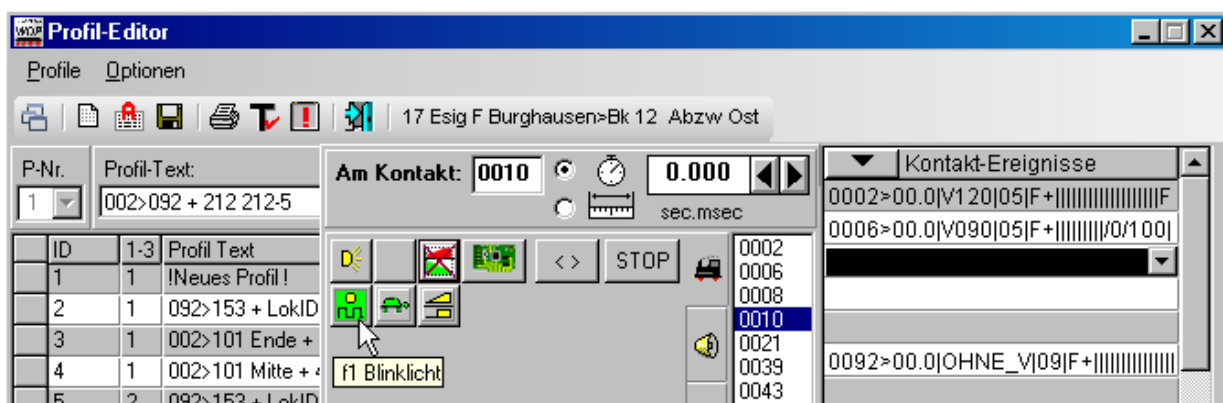 WDP Profil-Editor
Profile Optionen
17 Esig F Burghausen>Bk 12 Abzw Ost
P-Nr. Profil-Text:
1 002>092 + 212 212-5
ID 1-3 Profil Text
1 1 !Neues Profil !
2 1 092>153 + LokID
3 1 002>101 Ende +
4 1 002>101 Mitte +
5 2 092>153 + LokID
Am Kontakt: 0010 0.000
sec.msec
< > STOP
f1 Blinklicht
0002
0006
0008
0010
0021
0039
0043
Kontakt-Ereignisse
0002>00.0|V120|05|F+||||||||||||||||||||F
0006>00.0|V090|05|F+||||||||/0/100|
0092>00.0|OHNE_V|09|F+|||||||||||||||